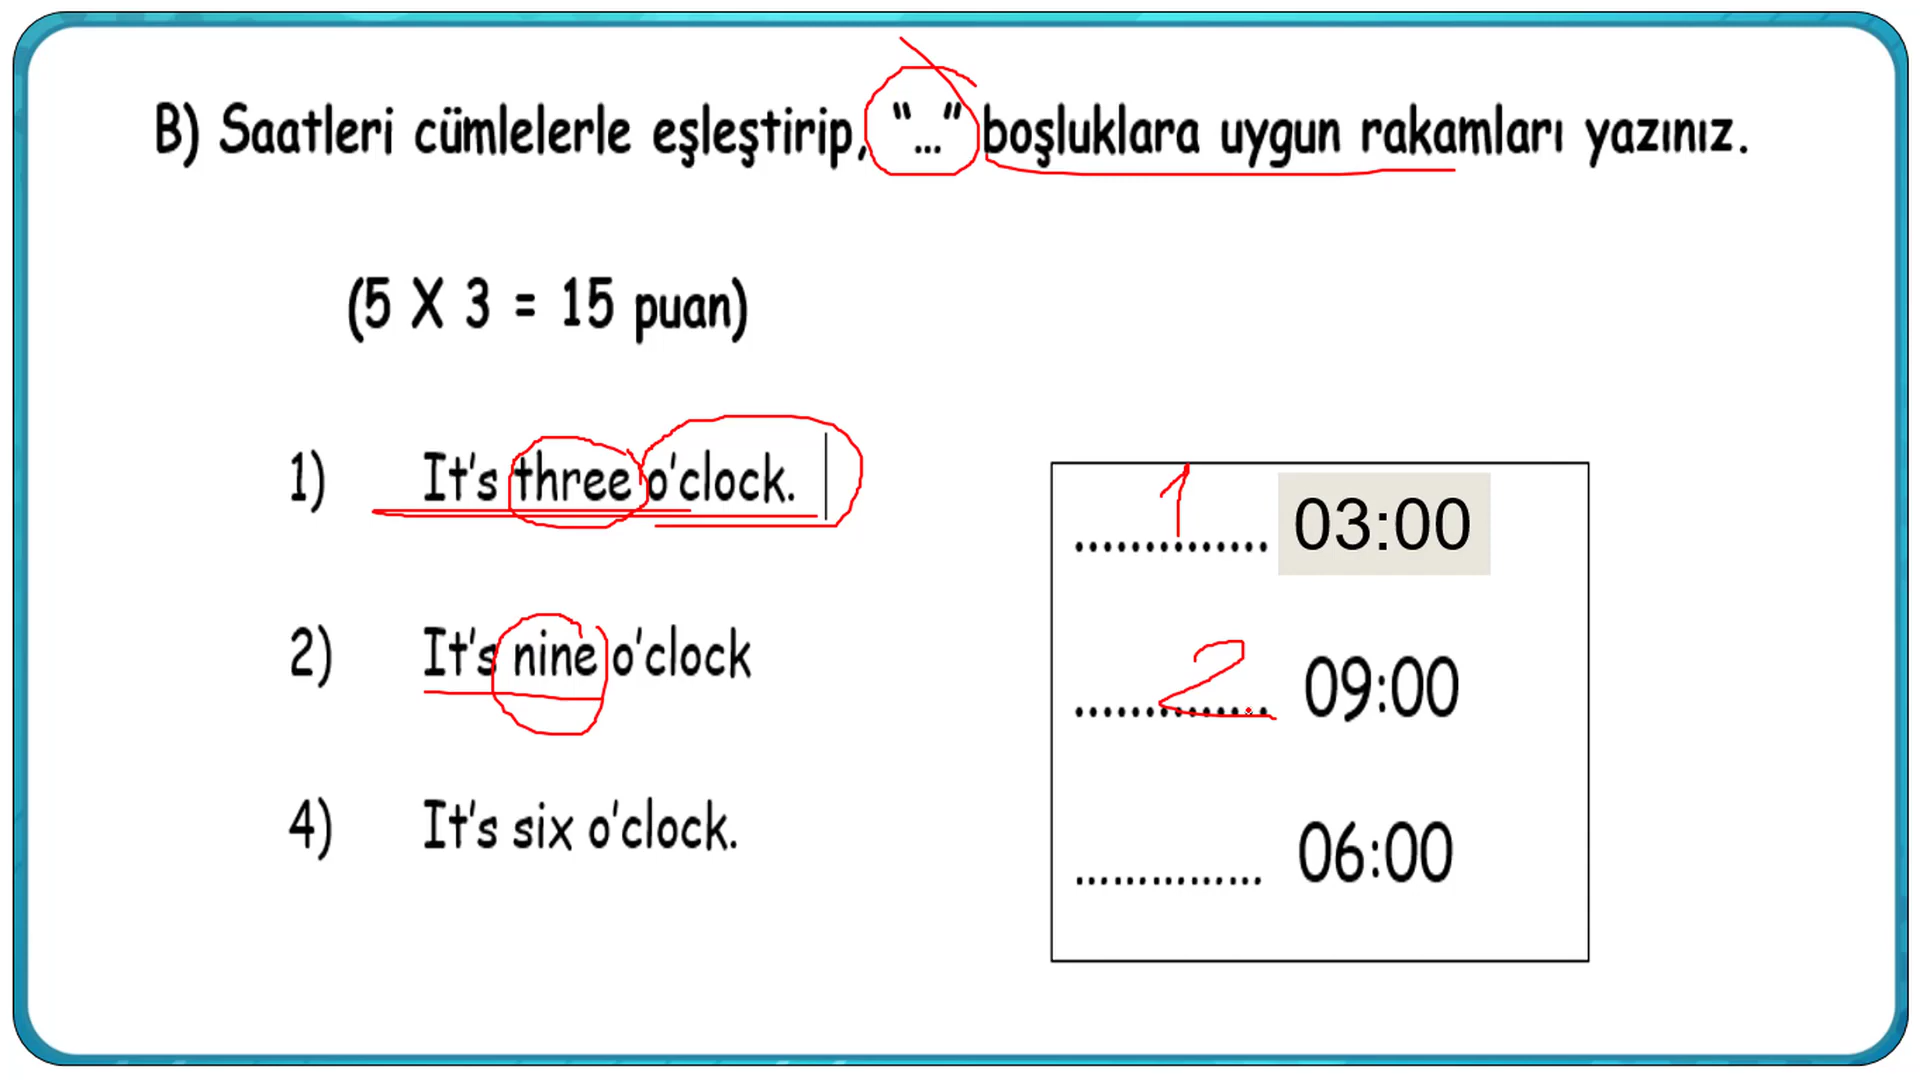 B) Saatleri cümlelerle eşleştirip, "..." boşluklara uygun rakamları yazınız.
(5 X 3 = 15 puan)
1) It's three o'clock.
2) It's nine o'clock
4) It's six o'clock.
1 .............. 03:00
2 .............. 09:00
.............. 06:00